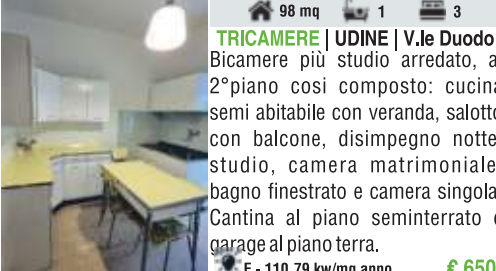 98 mq 1 3
TRICAMERE | UDINE | V.le Duodo
Bicamere più studio arredato, a
2°piano cosi composto: cucina
semi abitabile con veranda, salotto
con balcone, disimpegno notte
studio, camera matrimoniale
bagno finestrato e camera singola
Cantina al piano seminterrato e
garage al piano terra.
F - 110,79 kw/mq anno € 650